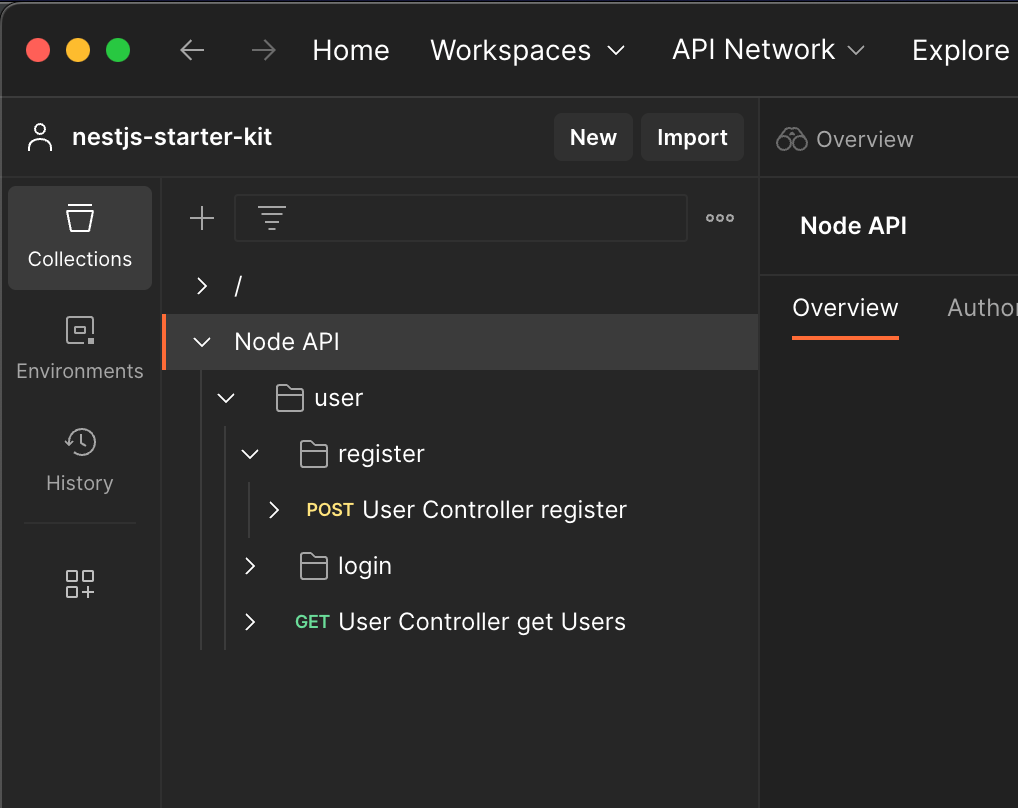 Home Workspaces API Network Explore
nestjs-starter-kit New Import Overview
Collections
/
Node API
Overview Author
Node API
Environments
user
register
History
POST User Controller register
login
GET User Controller get Users